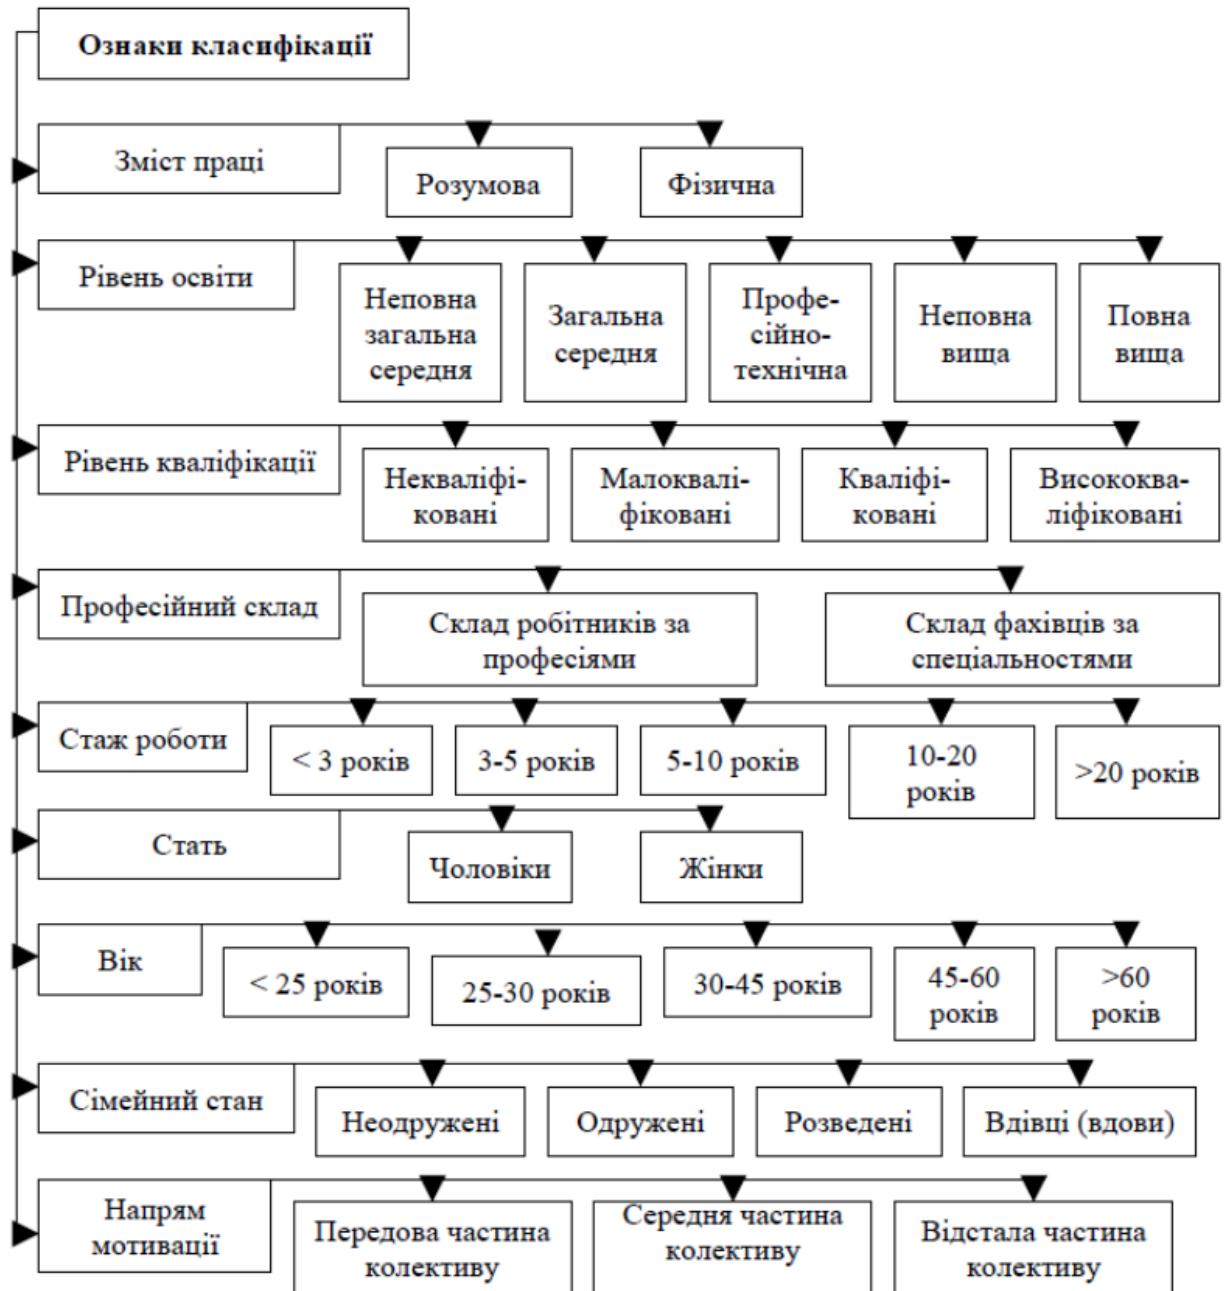 Ознаки класифікації
Зміст праці
Розумова
Фізична
Рівень освіти
Неповна
загальна
середня
Загальна
середня
Профе-
сійно-
технічна
Неповна
вища
Повна
вища
Рівень кваліфікації
Некваліфі-
ковані
Малоквалі-
фіковані
Кваліфі-
ковані
Висококва-
ліфіковані
Професійний склад
Склад робітників за
професіями
Склад фахівців за
спеціальностями
Стаж роботи
< 3 років
3-5 років
5-10 років
10-20
років
>20 років
Стать
Чоловіки
Жінки
Вік
< 25 років
25-30 років
30-45 років
45-60
років
>60
років
Сімейний стан
Неодружені
Одружені
Розведені
Вдівці (вдови)
Напрям
мотивації
Передова частина
колективу
Середня частина
колективу
Відстала частина
колективу